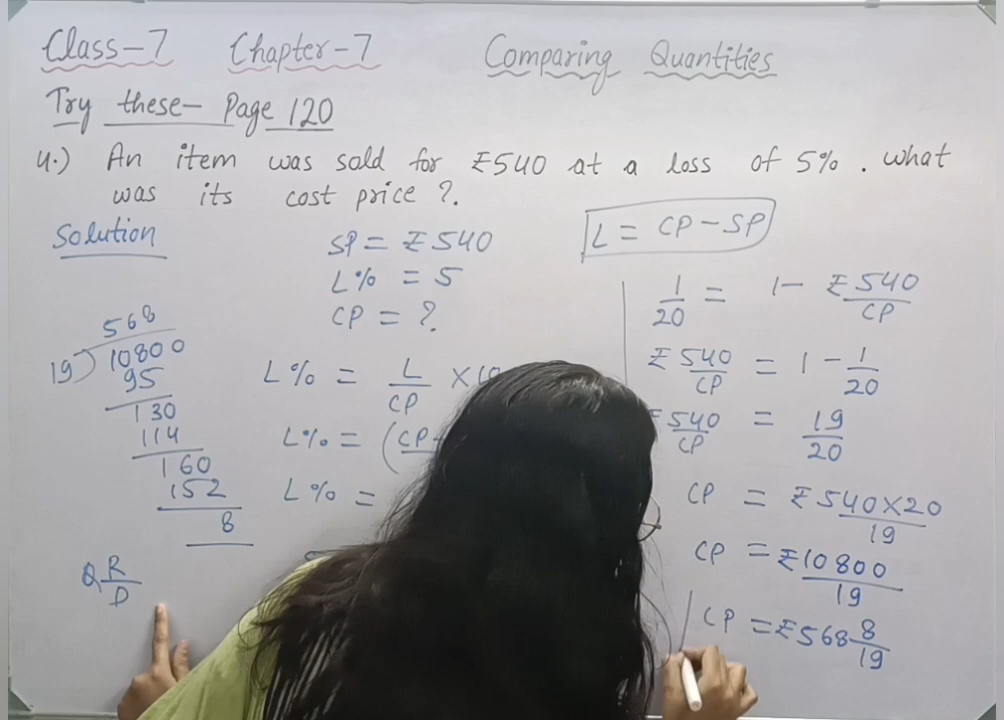 Class-7 Chapter-7 Comparing Quantities
Try these- Page 120
4.) An item was sold for ₹540 at a loss of 5%. what
was its cost price ?.
Solution
SP = ₹540
L% = 5
CP = ?
L% = L/CP ×
L% = (CP
L% =
568
19) 10800
95
130
114
160
152
8
Q R/D
L = CP - SP
1/20 = 1- ₹540/CP
₹540/CP = 1 - 1/20
540/CP = 19/20
CP = ₹540×20/19
CP = ₹10800/19
CP = ₹568 8/19